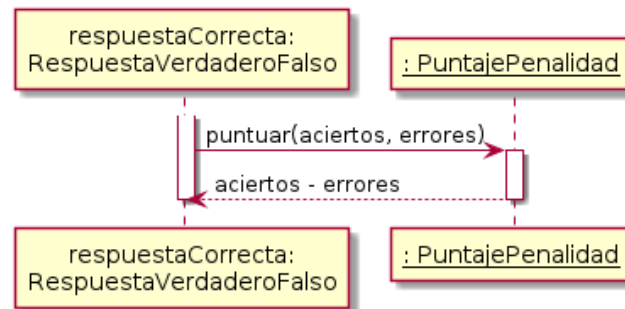 respuestaCorrecta:
RespuestaVerdaderoFalso
: PuntajePenalidad
puntuar(aciertos, errores)
aciertos - errores
respuestaCorrecta:
RespuestaVerdaderoFalso
: PuntajePenalidad